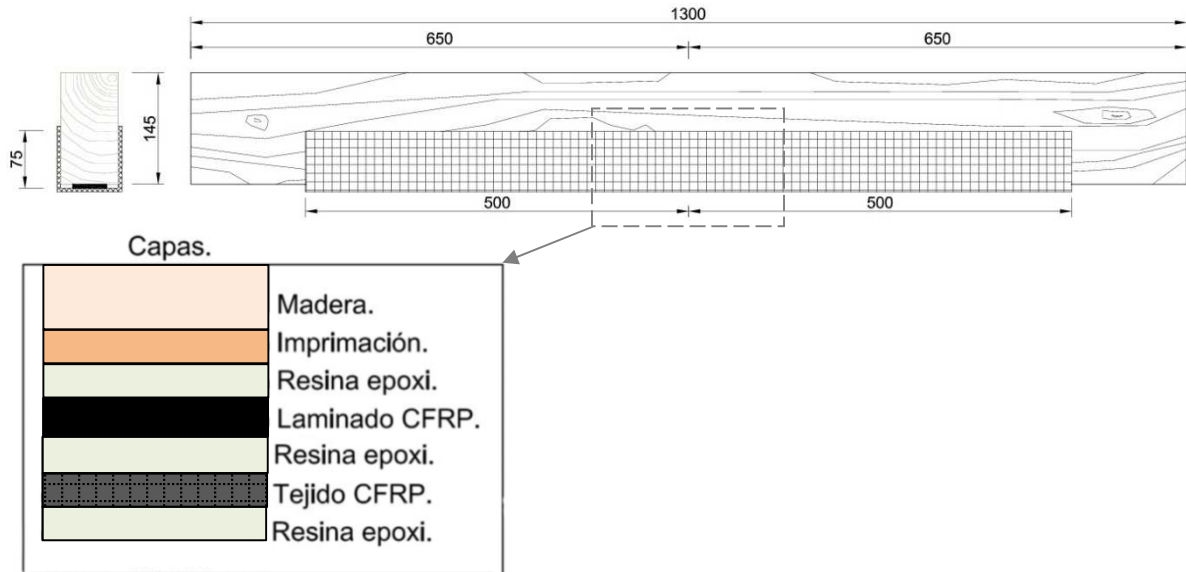 1300
650 650
145
75
500 500
Capas.
Madera.
Imprimación.
Resina epoxi.
Laminado CFRP.
Resina epoxi.
Tejido CFRP.
Resina epoxi.